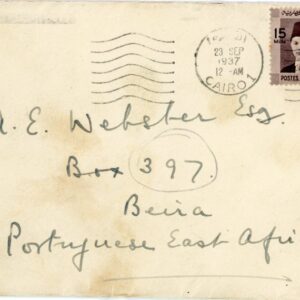 23 SEP
1937
12 - AM
CAIRO
15
POSTES
E. Webster Esq.
Box 397.
Beira
Portuguese East Afri